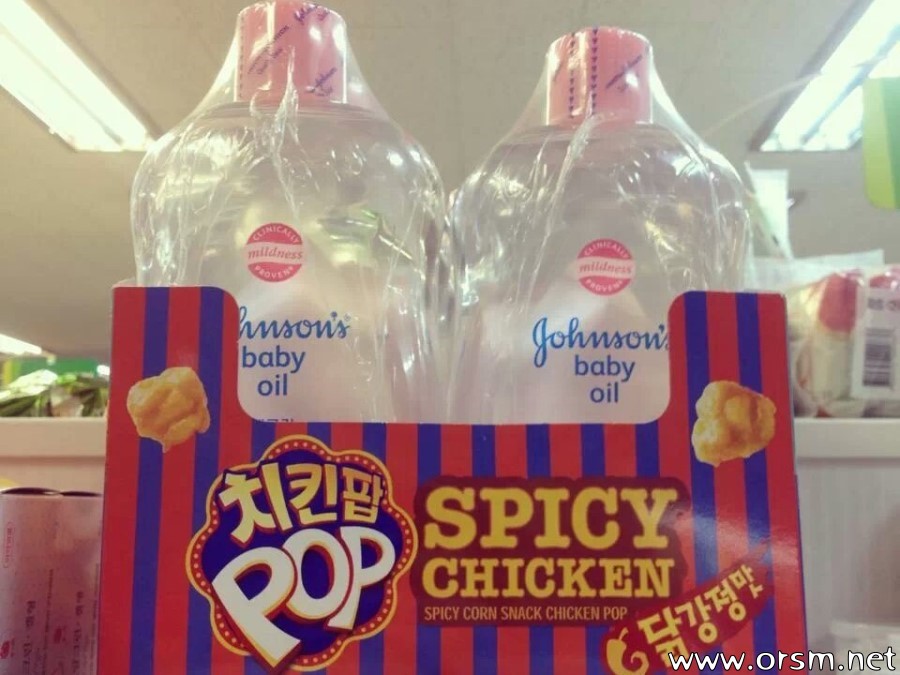 CLINICALLY
mildness
PROVEN
hnson's
baby
oil
CLINICALLY
mildness
PROVEN
Johnson's
baby
oil
치킨팝
POP
SPICY
CHICKEN
SPICY CORN SNACK CHICKEN POP
닭강정맛
www.orsm.net